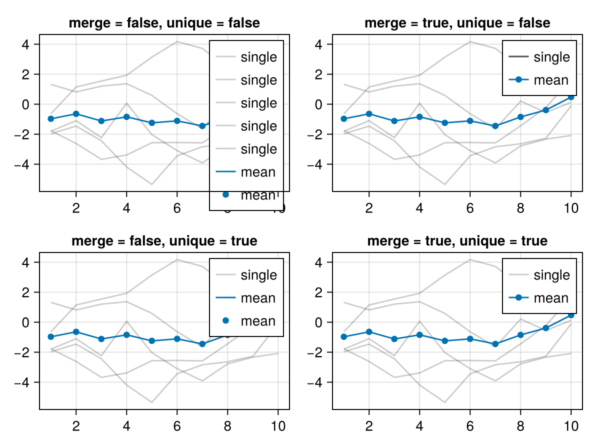 merge = false, unique = false
4
2
0
−2
−4
single
single
single
single
single
mean
mean
2 4 6 8 10
merge = true, unique = false
4
2
0
−2
−4
single
mean
2 4 6 8 10
merge = false, unique = true
4
2
0
−2
−4
single
mean
mean
2 4 6 8 10
merge = true, unique = true
4
2
0
−2
−4
single
mean
2 4 6 8 10